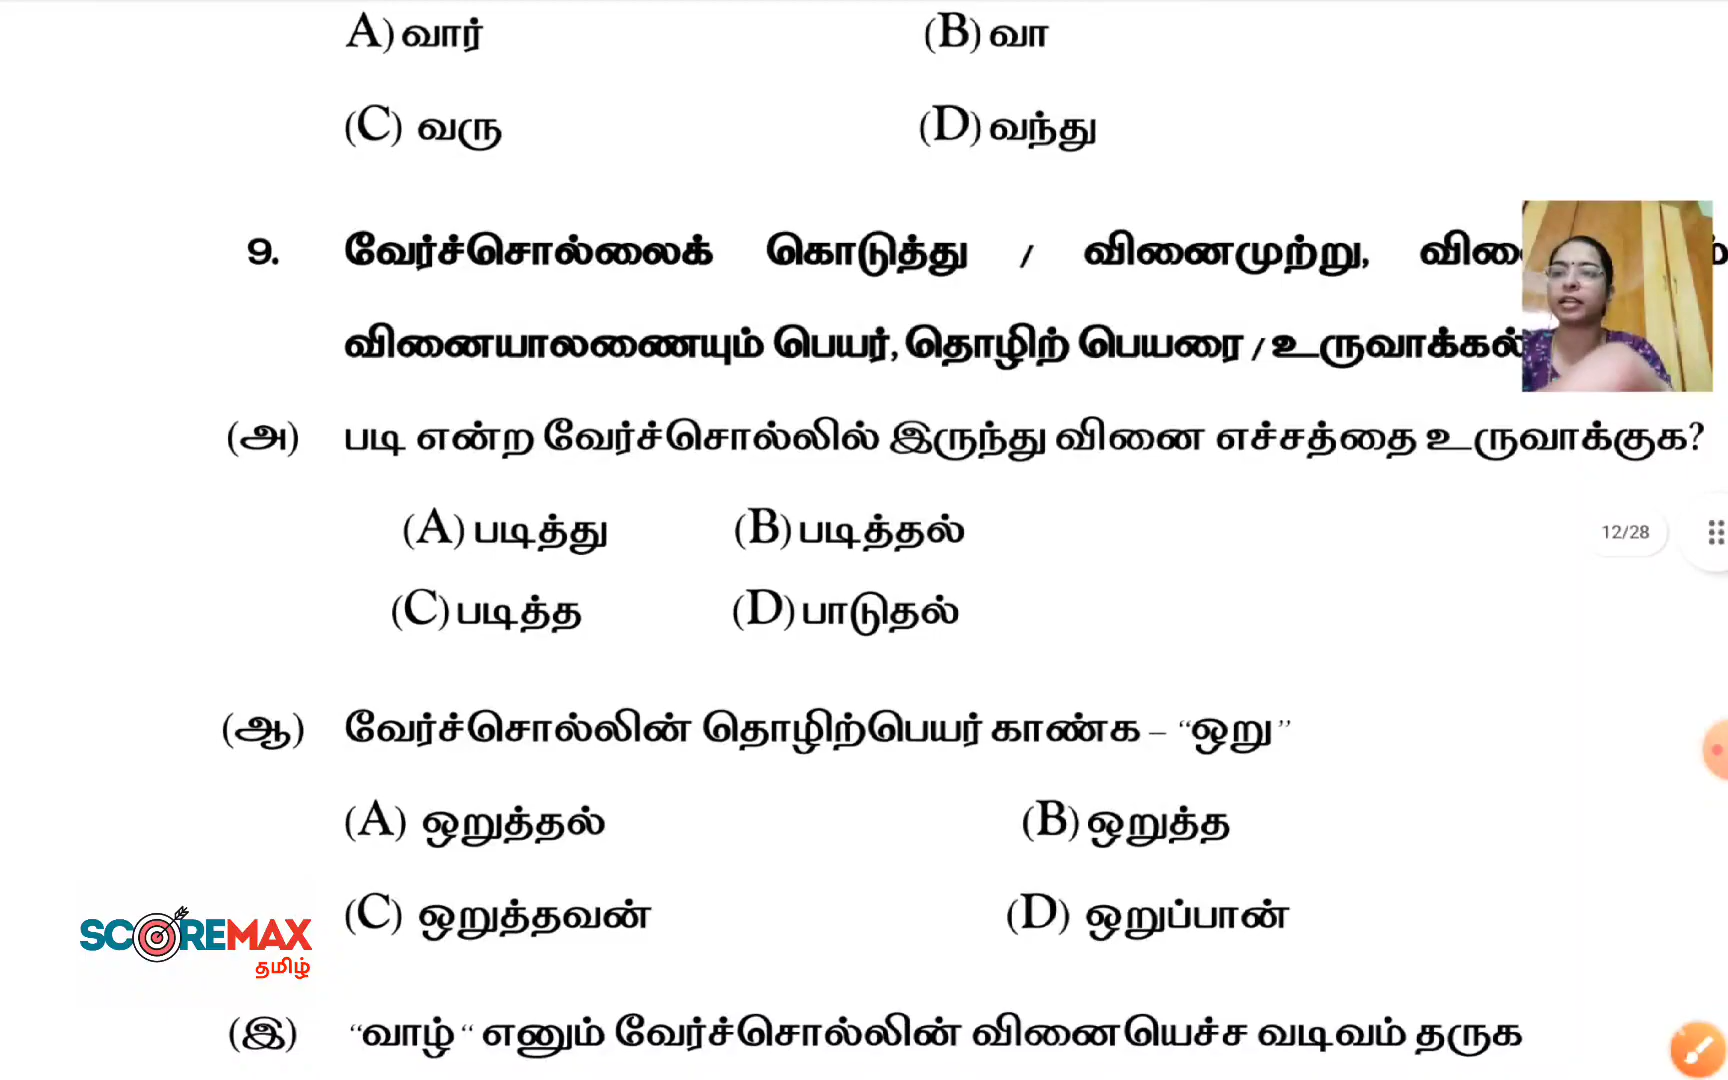 A) வார் (B) வா
(C) வரு (D) வந்து
9. வேர்ச்சொல்லைக் கொடுத்து / வினைமுற்று,
வினையாலணையும் பெயர், தொழிற் பெயரை / உருவாக்கல்
(அ) படி என்ற வேர்ச்சொல்லில் இருந்து வினை எச்சத்தை உருவாக்குக?
(A) படித்து (B) படித்தல்
12/28
(C) படித்த (D) பாடுதல்
(ஆ) வேர்ச்சொல்லின் தொழிற்பெயர் காண்க – “ஒறு”
(A) ஒறுத்தல் (B) ஒறுத்த
(C) ஒறுத்தவன் (D) ஒறுப்பான்
SCOREMAX
தமிழ்
(இ) “வாழ் “ எனும் வேர்ச்சொல்லின் வினையெச்ச வடிவம் தருக